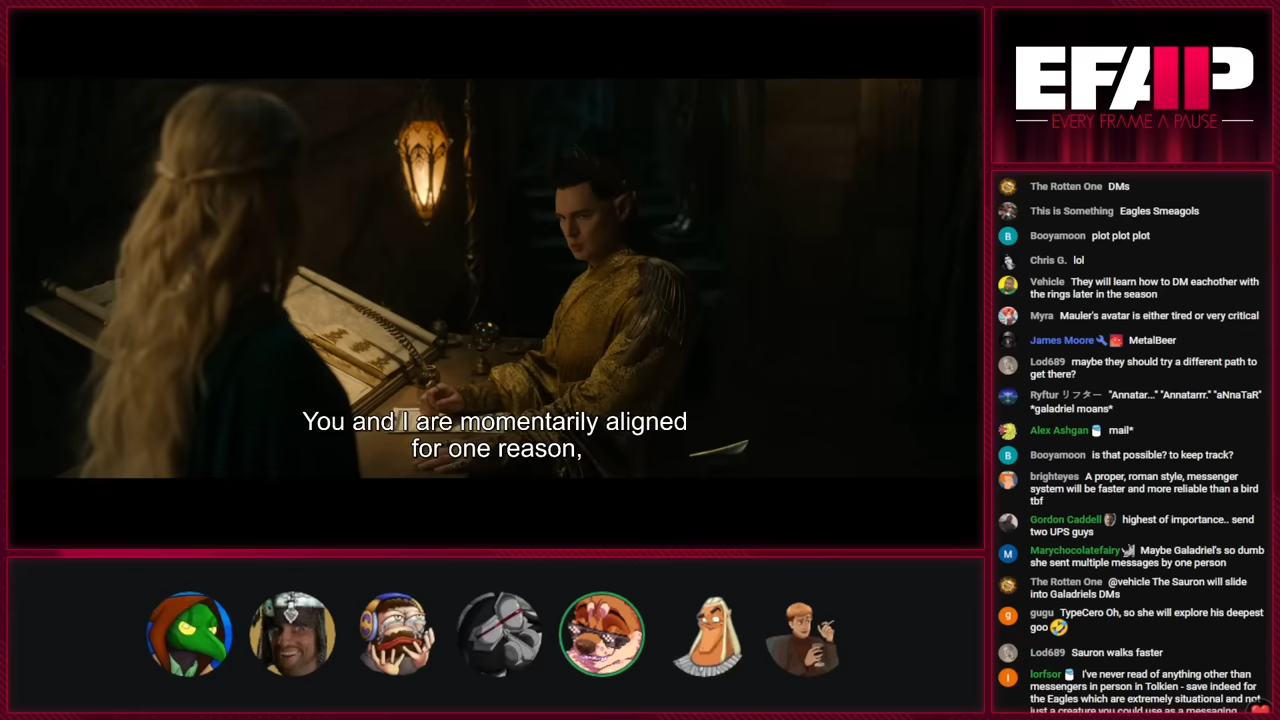 You and I are momentarily aligned
for one reason,
EFAP
EVERY FRAME A PAUSE
The Rotten One DMs
This is Something Eagles Smeagols
B Booyamoon plot plot plot
Chris G. lol
Vehicle They will learn how to DM eachother with
the rings later in the season
Myra Mauler's avatar is either tired or very critical
James Moore MetalBeer
Lod689 maybe they should try a different path to
get there?
Ryftur リフター "Annatar..." "Annatarrr." "aNnaTaR"
*galadriel moans*
Alex Ashgan mail*
B Booyamoon is that possible? to keep track?
brighteyes A proper, roman style, messenger
system will be faster and more reliable than a bird
tbf
Gordon Caddell highest of importance.. send
two UPS guys
M Marychocolatefairy Maybe Galadriel's so dumb
she sent multiple messages by one person
The Rotten One @vehicle The Sauron will slide
into Galadriels DMs
g gugu TypeCero Oh, so she will explore his deepest
goo 🤣
Lod689 Sauron walks faster
l lorfsor I've never read of anything other than
messengers in person in Tolkien - save indeed for
the Eagles which are extremely situational and not
just a creature you could use as a messaging